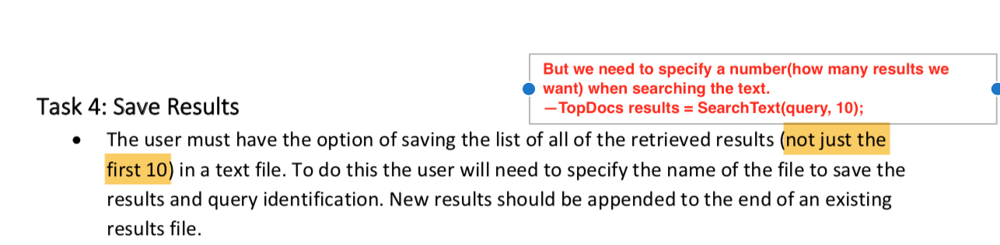 But we need to specify a number(how many results we
want) when searching the text.
—TopDocs results = SearchText(query, 10);
Task 4: Save Results
• The user must have the option of saving the list of all of the retrieved results (not just the
first 10) in a text file. To do this the user will need to specify the name of the file to save the
results and query identification. New results should be appended to the end of an existing
results file.